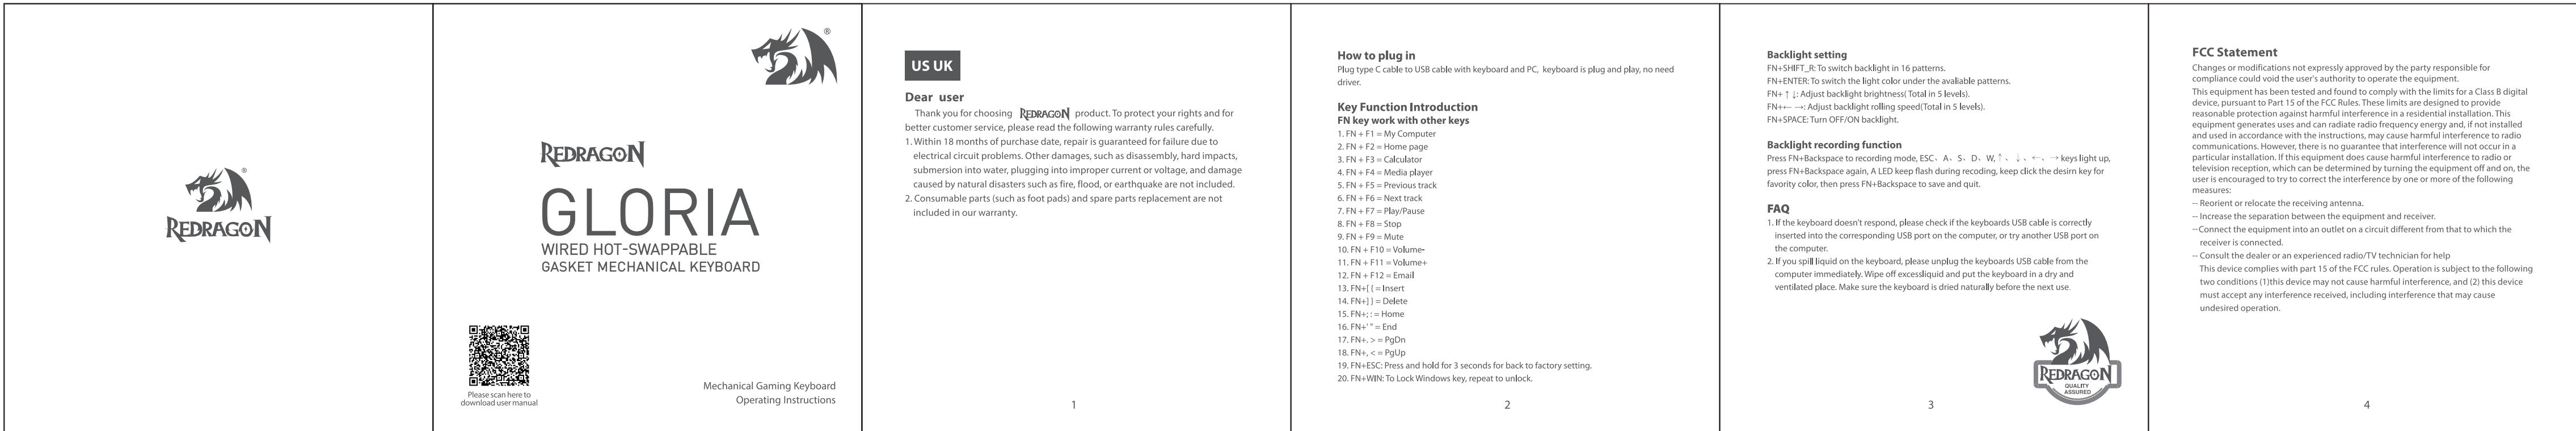 ®
REDRAGON
®
REDRAGON
GLORIA
WIRED HOT-SWAPPABLE
GASKET MECHANICAL KEYBOARD
Please scan here to
download user manual
Mechanical Gaming Keyboard
Operating Instructions
US UK
Dear user
Thank you for choosing REDRAGON product. To protect your rights and for
better customer service, please read the following warranty rules carefully.
1. Within 18 months of purchase date, repair is guaranteed for failure due to
electrical circuit problems. Other damages, such as disassembly, hard impacts,
submersion into water, plugging into improper current or voltage, and damage
caused by natural disasters such as fire, flood, or earthquake are not included.
2. Consumable parts (such as foot pads) and spare parts replacement are not
included in our warranty.
1
How to plug in
Plug type C cable to USB cable with keyboard and PC, keyboard is plug and play, no need
driver.
Key Function Introduction
FN key work with other keys
1. FN + F1 = My Computer
2. FN + F2 = Home page
3. FN + F3 = Calculator
4. FN + F4 = Media player
5. FN + F5 = Previous track
6. FN + F6 = Next track
7. FN + F7 = Play/Pause
8. FN + F8 = Stop
9. FN + F9 = Mute
10. FN + F10 = Volume-
11. FN + F11 = Volume+
12. FN + F12 = Email
13. FN+[ { = Insert
14. FN+] } = Delete
15. FN+; : = Home
16. FN+' " = End
17. FN+. > = PgDn
18. FN+, < = PgUp
19. FN+ESC: Press and hold for 3 seconds for back to factory setting.
20. FN+WIN: To Lock Windows key, repeat to unlock.
2
Backlight setting
FN+SHIFT_R: To switch backlight in 16 patterns.
FN+ENTER: To switch the light color under the avaliable patterns.
FN+ ↑ ↓: Adjust backlight brightness( Total in 5 levels).
FN+← →: Adjust backlight rolling speed(Total in 5 levels).
FN+SPACE: Turn OFF/ON backlight.
Backlight recording function
Press FN+Backspace to recording mode, ESC、A、S、D、W, ↑、↓、←、→ keys light up,
press FN+Backspace again, A LED keep flash during recoding, keep click the desirn key for
favority color, then press FN+Backspace to save and quit.
FAQ
1. If the keyboard doesn't respond, please check if the keyboards USB cable is correctly
inserted into the corresponding USB port on the computer, or try another USB port on
the computer.
2. If you spill liquid on the keyboard, please unplug the keyboards USB cable from the
computer immediately. Wipe off excessliquid and put the keyboard in a dry and
ventilated place. Make sure the keyboard is dried naturally before the next use.
REDRAGON
QUALITY
ASSURED
3
FCC Statement
Changes or modifications not expressly approved by the party responsible for
compliance could void the user's authority to operate the equipment.
This equipment has been tested and found to comply with the limits for a Class B digital
device, pursuant to Part 15 of the FCC Rules. These limits are designed to provide
reasonable protection against harmful interference in a residential installation. This
equipment generates uses and can radiate radio frequency energy and, if not installed
and used in accordance with the instructions, may cause harmful interference to radio
communications. However, there is no guarantee that interference will not occur in a
particular installation. If this equipment does cause harmful interference to radio or
television reception, which can be determined by turning the equipment off and on, the
user is encouraged to try to correct the interference by one or more of the following
measures:
-- Reorient or relocate the receiving antenna.
-- Increase the separation between the equipment and receiver.
--Connect the equipment into an outlet on a circuit different from that to which the
receiver is connected.
-- Consult the dealer or an experienced radio/TV technician for help
This device complies with part 15 of the FCC rules. Operation is subject to the following
two conditions (1)this device may not cause harmful interference, and (2) this device
must accept any interference received, including interference that may cause
undesired operation.
4